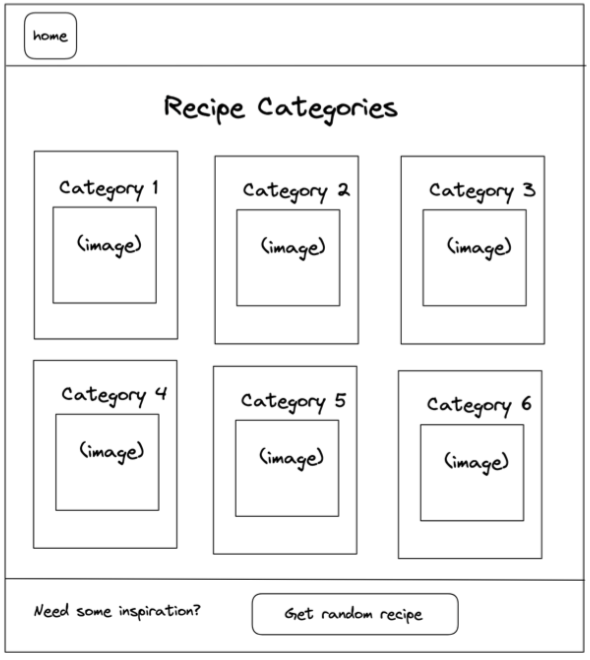 home
Recipe Categories
Category 1
(image)
Category 2
(image)
Category 3
(image)
Category 4
(image)
Category 5
(image)
Category 6
(image)
Need some inspiration?
Get random recipe